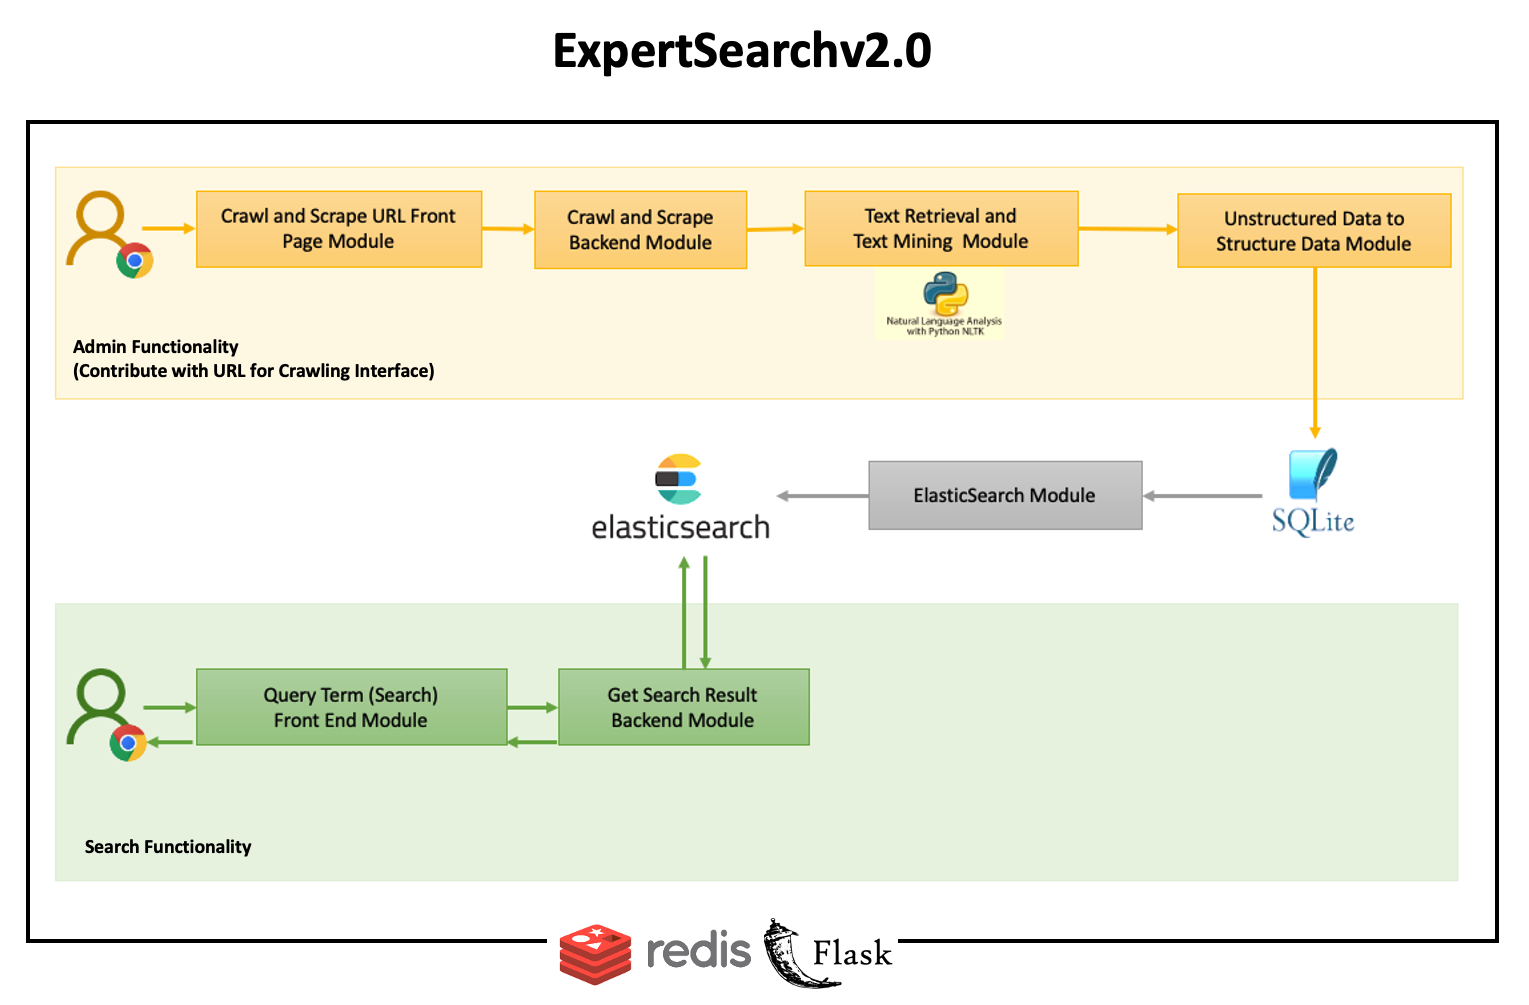 ExpertSearchv2.0
Crawl and Scrape URL Front
Page Module
Crawl and Scrape
Backend Module
Text Retrieval and
Text Mining Module
Unstructured Data to
Structure Data Module
Natural Language Analysis
with Python NLTK
Admin Functionality
(Contribute with URL for Crawling Interface)
elasticsearch
ElasticSearch Module
SQLite
Query Term (Search)
Front End Module
Get Search Result
Backend Module
Search Functionality
redis
Flask